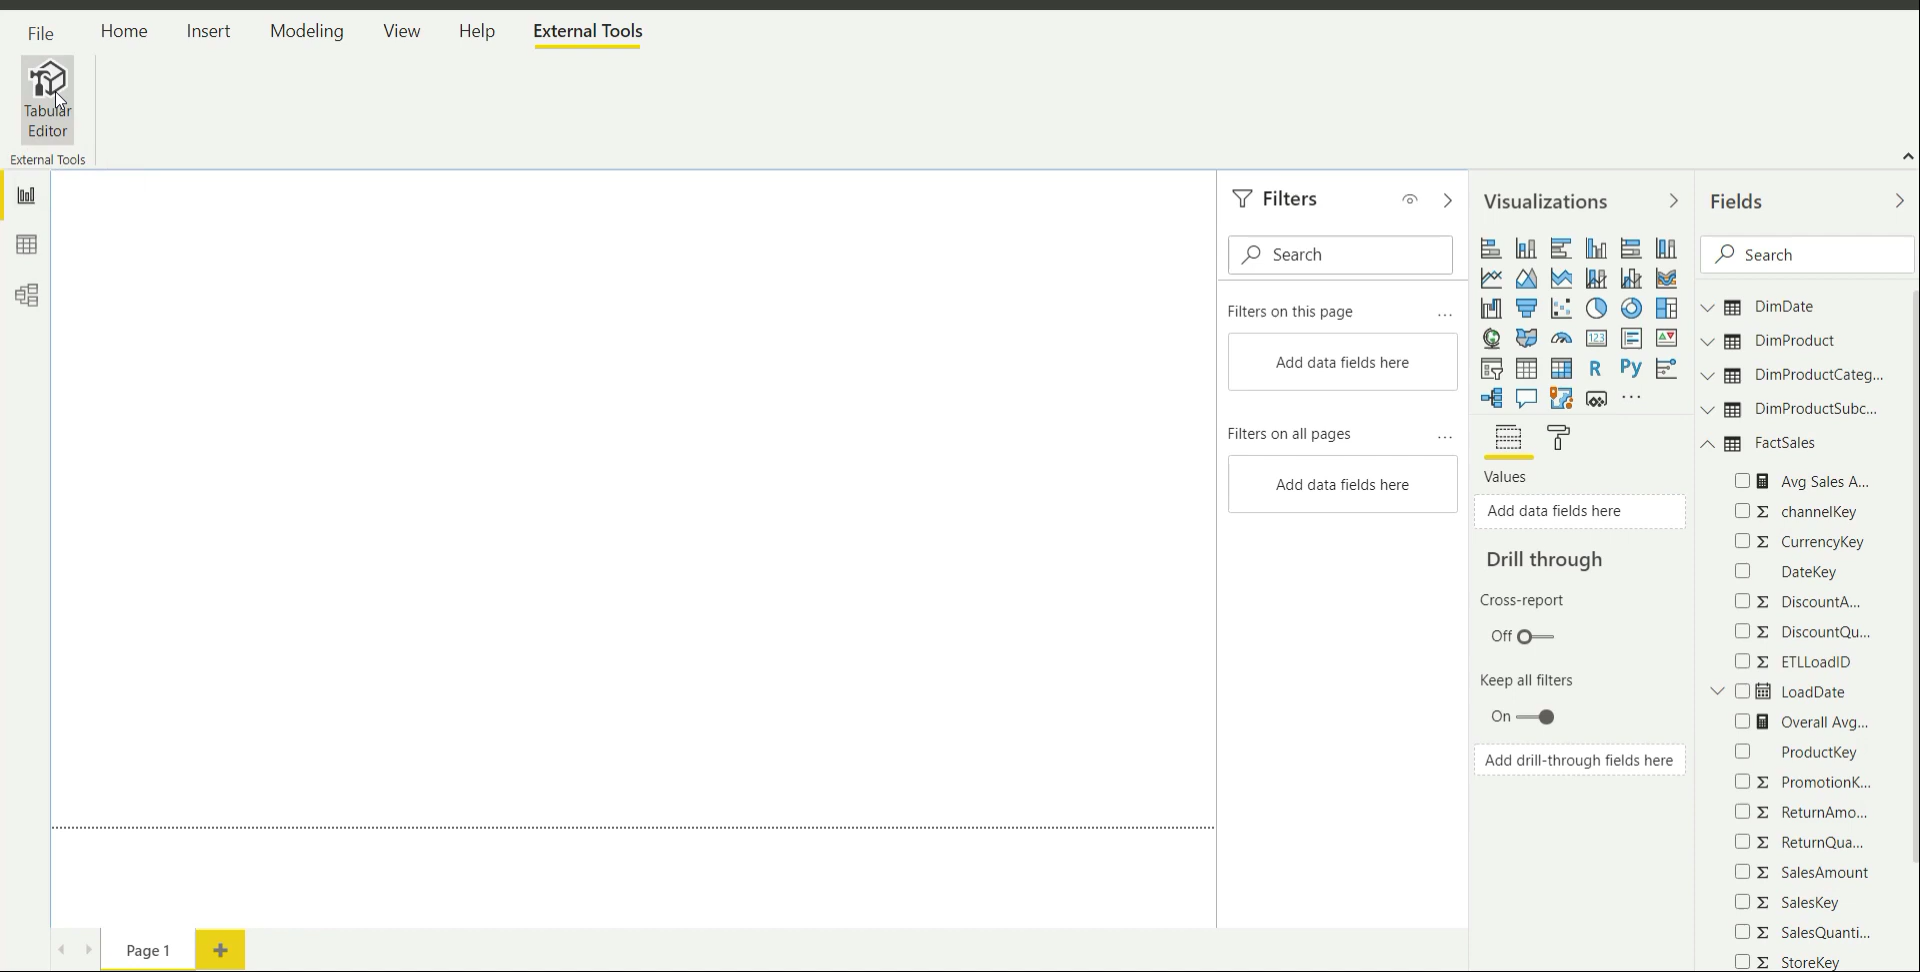 File Home Insert Modeling View Help External Tools
Tabular
Editor
External Tools
Filters
Search
Filters on this page ...
Add data fields here
Filters on all pages ...
Add data fields here
Visualizations
123
R Py
...
Values
Add data fields here
Drill through
Cross-report
Off
Keep all filters
On
Add drill-through fields here
Fields
Search
DimDate
DimProduct
DimProductCateg...
DimProductSubc...
FactSales
Avg Sales A...
Σ channelKey
Σ CurrencyKey
DateKey
Σ DiscountA...
Σ DiscountQu...
Σ ETLLoadID
LoadDate
Overall Avg...
ProductKey
Σ PromotionK...
Σ ReturnAmo...
Σ ReturnQua...
Σ SalesAmount
Σ SalesKey
Σ SalesQuanti...
Σ StoreKey
Page 1 +